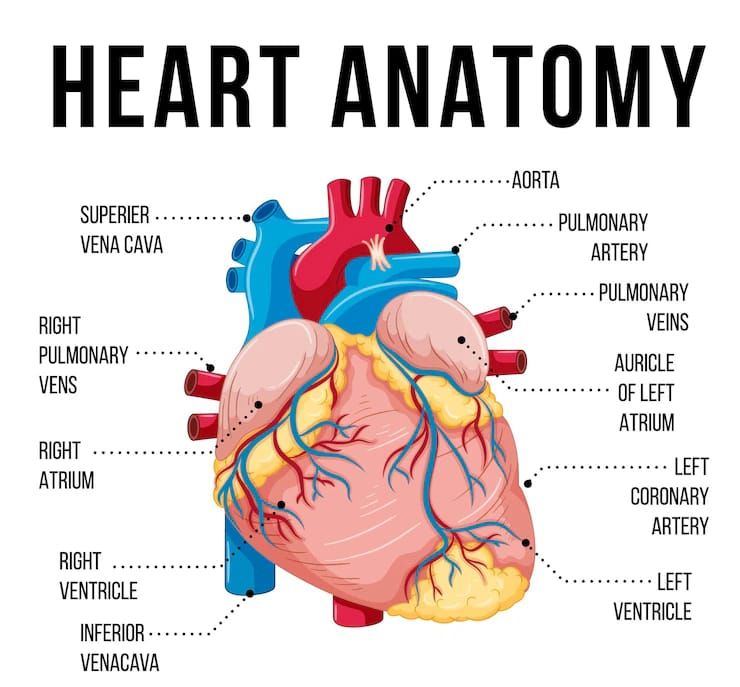 HEART ANATOMY
SUPERIER
VENA CAVA
RIGHT
PULMONARY
VENS
RIGHT
ATRIUM
RIGHT
VENTRICLE
INFERIOR
VENACAVA
AORTA
PULMONARY
ARTERY
PULMONARY
VEINS
AURICLE
OF LEFT
ATRIUM
LEFT
CORONARY
ARTERY
LEFT
VENTRICLE